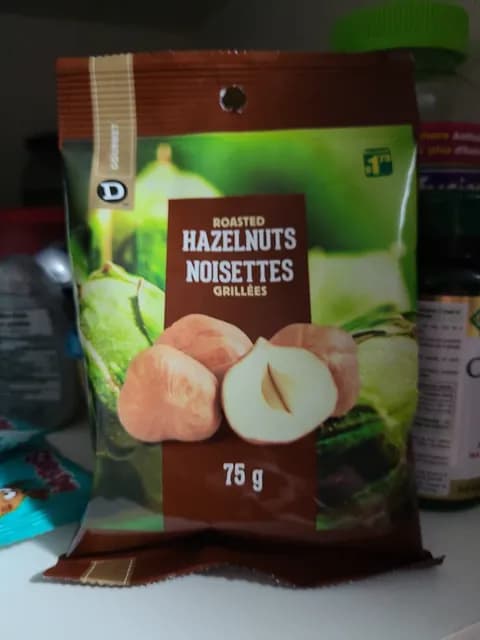 GOURMET
D
ROASTED
HAZELNUTS
NOISETTES
GRILLÉES
75 g